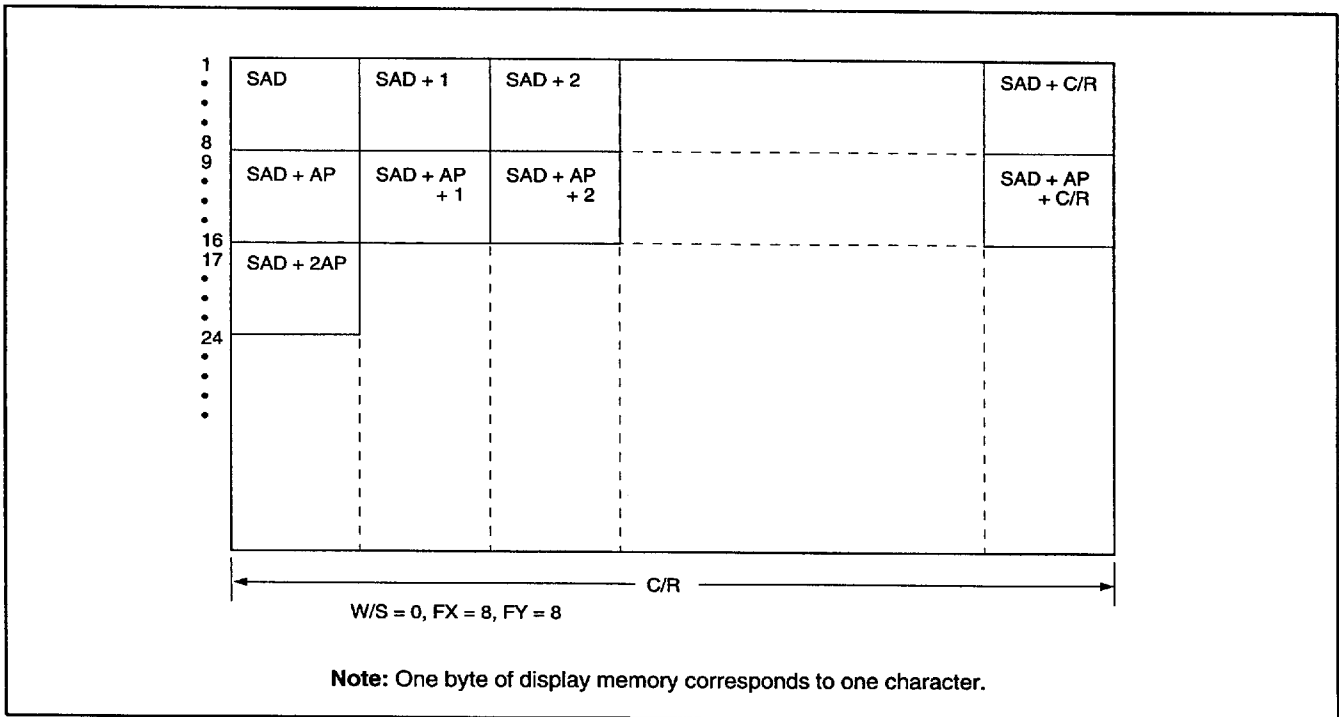 1
•
•
•
8
SAD
SAD + 1
SAD + 2
SAD + C/R
9
•
•
•
16
SAD + AP
SAD + AP
+ 1
SAD + AP
+ 2
SAD + AP
+ C/R
17
•
•
•
24
SAD + 2AP
•
•
•
•
C/R
W/S = 0, FX = 8, FY = 8
Note: One byte of display memory corresponds to one character.